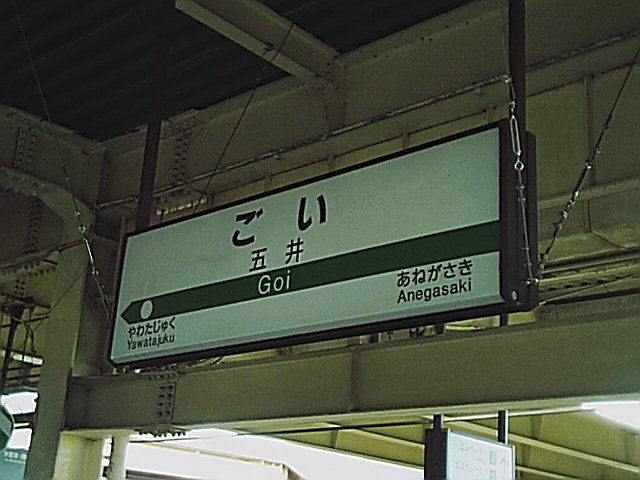 ごい
五井
Goi
やわたじゅく
Yawatajuku
あねがさき
Anegasaki